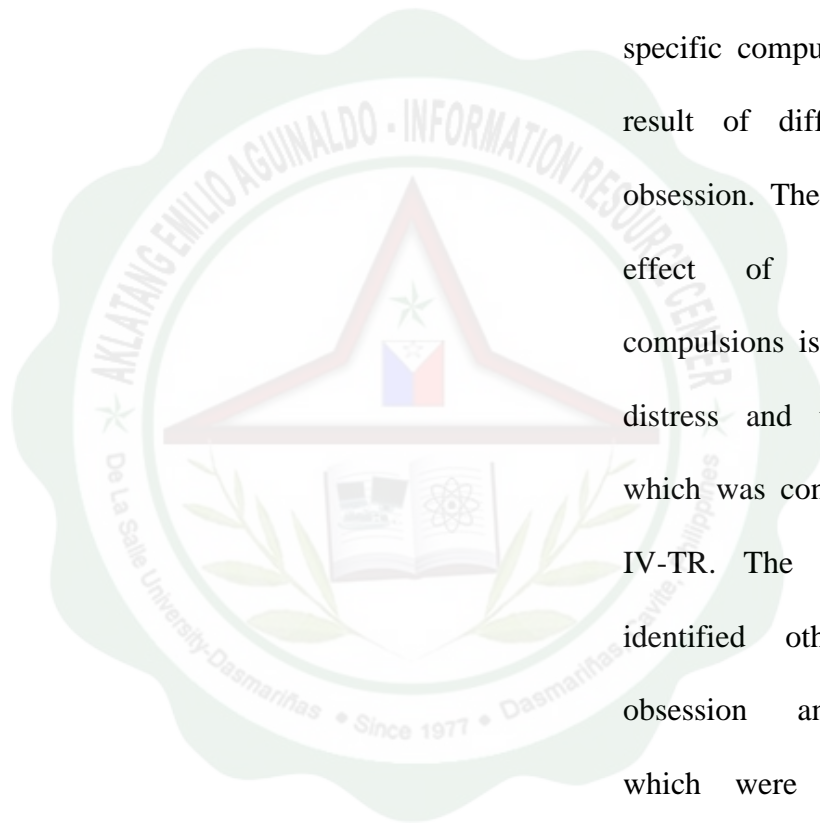 specific compu
result of diff
obsession. The
effect of
compulsions is
distress and
which was con
IV-TR. The
identified oth
obsession an
which were
AKLATANG EMILIO AGUINALDO - INFORMATION RESOURCE CENTER
De La Salle University-Dasmariñas • Since 1977 • Dasmariñas Cavite, Philippines